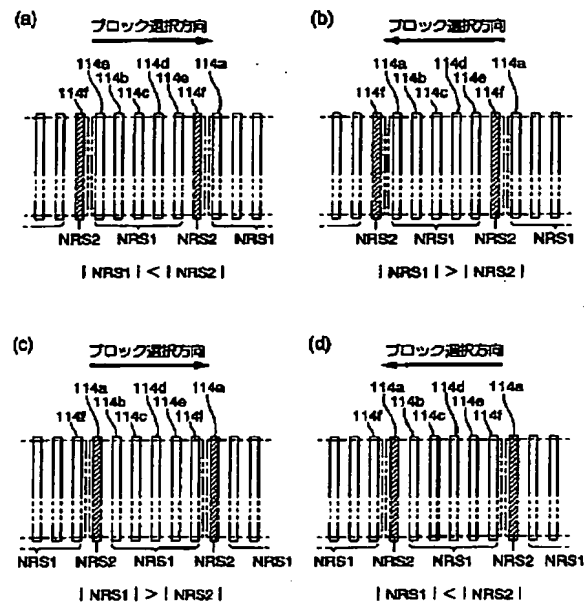 (a)
ブロック選択方向
114a 114d 114a
114b 114e
114f 114c 114f
NRS2 NRS1 NRS2 NRS1
| NRS1 | < | NRS2 |
(b)
ブロック選択方向
114a 114d 114a
114b 114e
114f 114c 114f
NRS2 NRS1 NRS2 NRS1
| NRS1 | > | NRS2 |
(c)
ブロック選択方向
114a 114d 114a
114b 114e
114f 114c 114f
NRS1 NRS2 NRS1 NRS2 NRS1
| NRS1 | > | NRS2 |
(d)
ブロック選択方向
114a 114d 114a
114b 114e
114f 114c 114f
NRS1 NRS2 NRS1 NRS2 NRS1
| NRS1 | < | NRS2 |